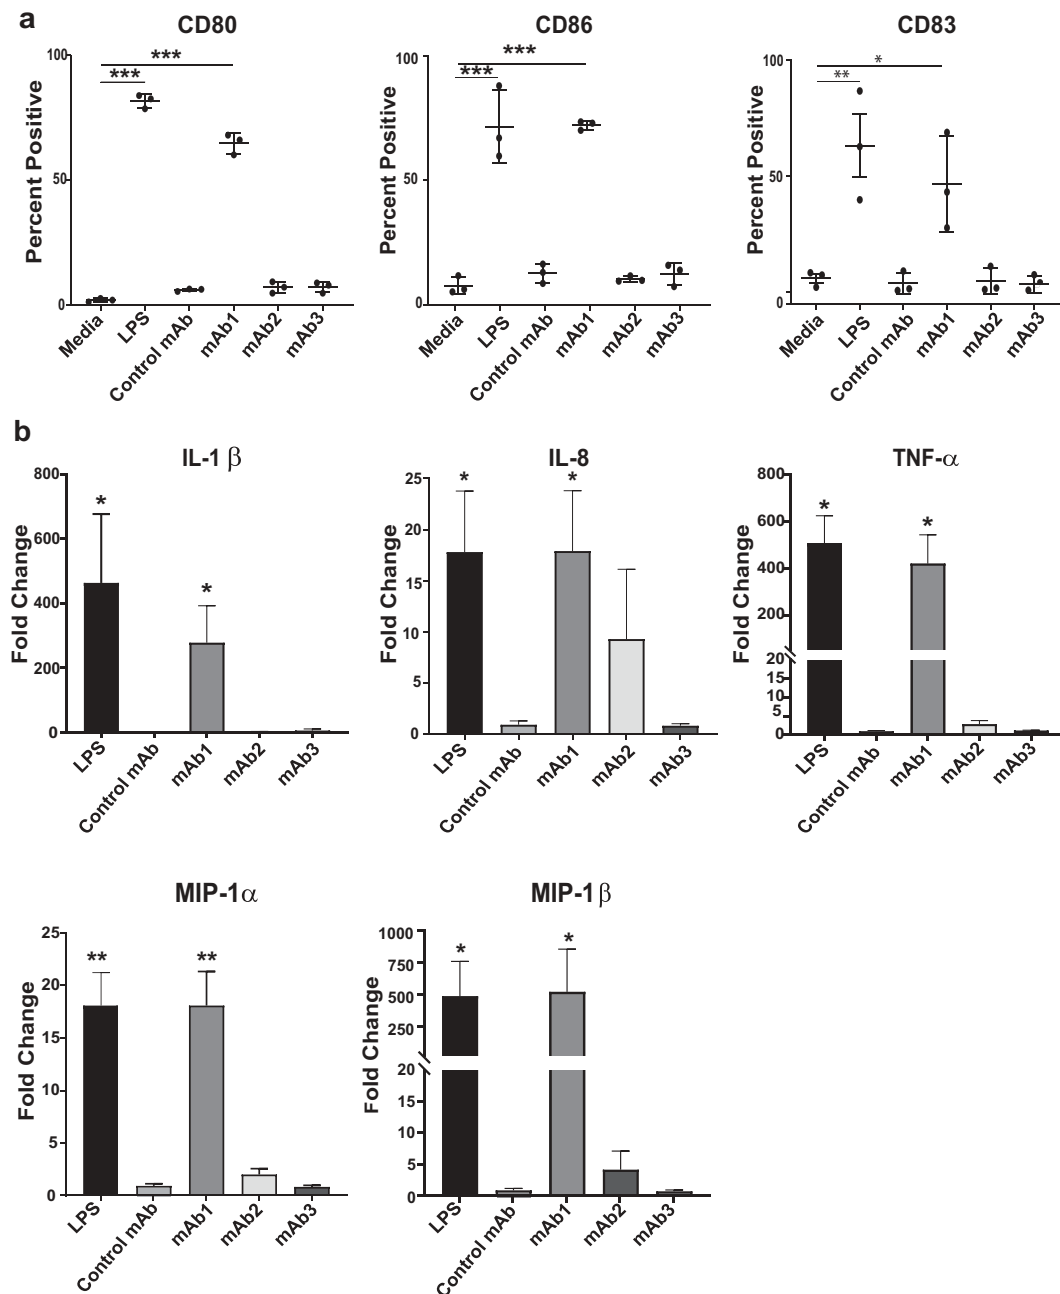 a
CD80
CD86
CD83
Percent Positive
100
50
0
***
***
Media
LPS
Control mAb
mAb1
mAb2
mAb3
Percent Positive
100
50
0
***
***
Media
LPS
Control mAb
mAb1
mAb2
mAb3
Percent Positive
100
50
0
*
**
Media
LPS
Control mAb
mAb1
mAb2
mAb3
b
IL-1 β
Fold Change
800
600
400
200
0
*
*
LPS
Control mAb
mAb1
mAb2
mAb3
IL-8
Fold Change
25
20
15
10
5
0
*
*
LPS
Control mAb
mAb1
mAb2
mAb3
TNF-α
Fold Change
800
600
400
200
20
15
10
5
0
*
*
LPS
Control mAb
mAb1
mAb2
mAb3
MIP-1α
Fold Change
25
20
15
10
5
0
**
**
LPS
Control mAb
mAb1
mAb2
mAb3
MIP-1 β
Fold Change
1000
750
500
250
20
15
10
5
0
*
*
LPS
Control mAb
mAb1
mAb2
mAb3